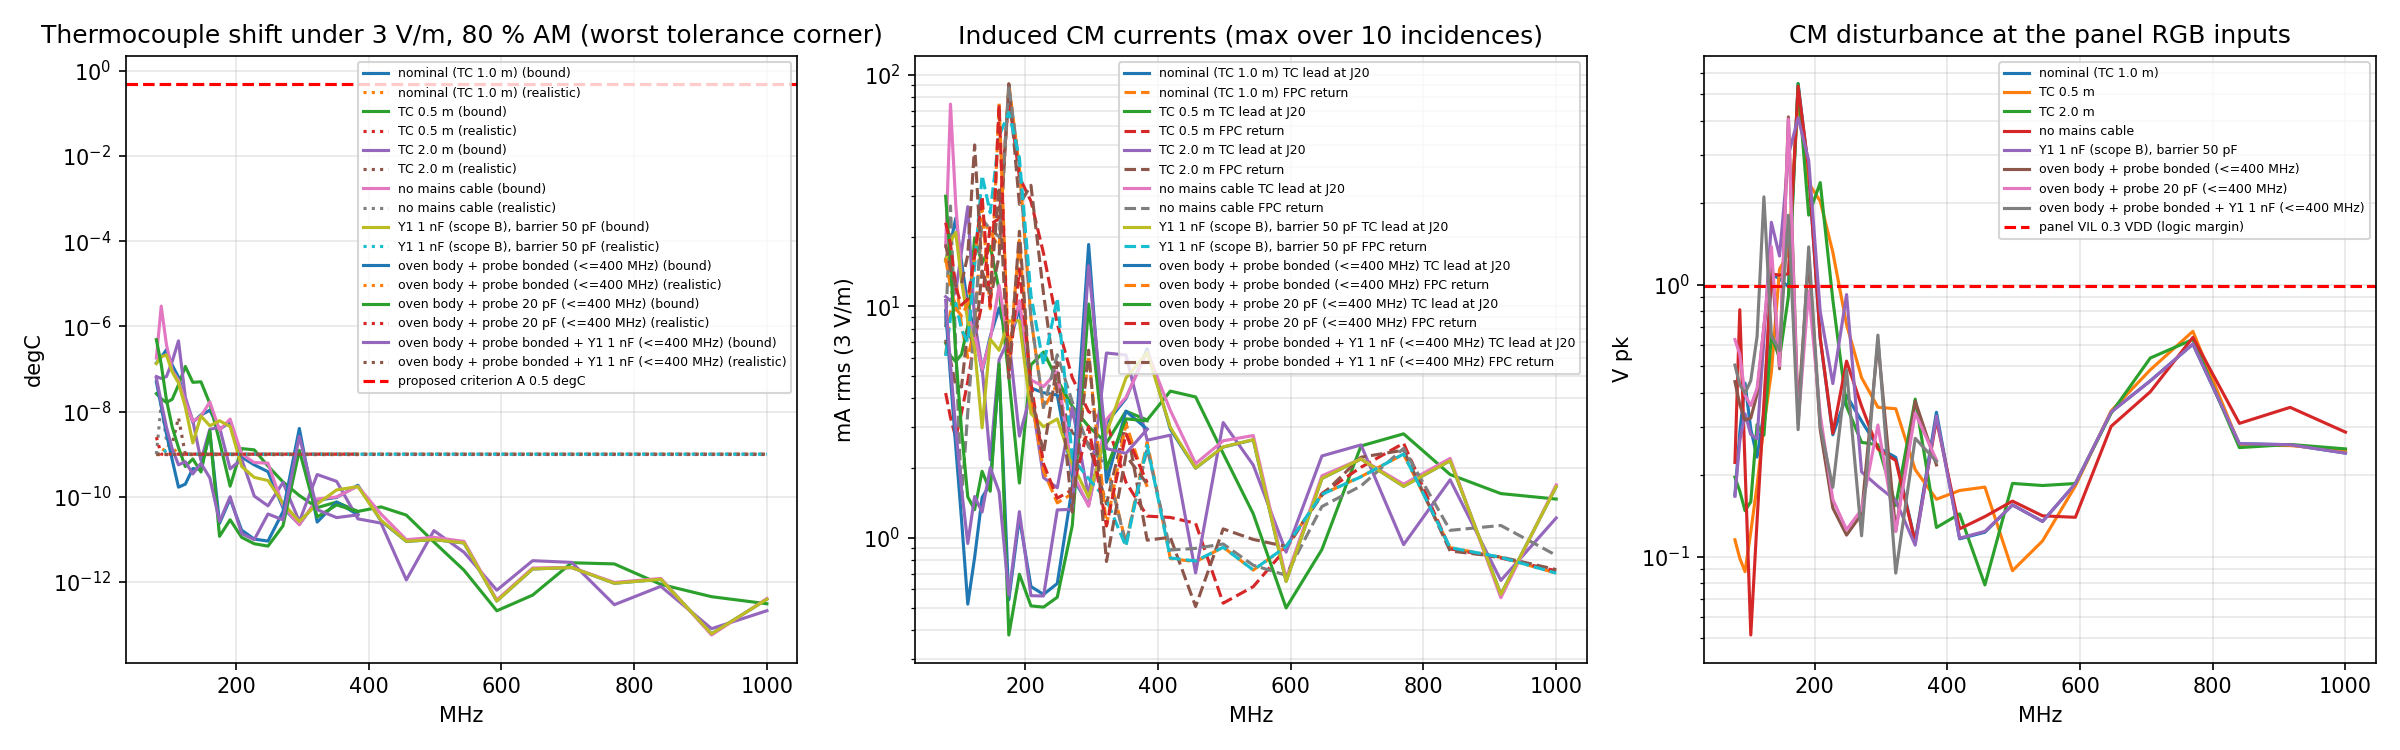 Thermocouple shift under 3 V/m, 80 % AM (worst tolerance corner)
degC
10⁰
10⁻²
10⁻⁴
10⁻⁶
10⁻⁸
10⁻¹⁰
10⁻¹²
nominal (TC 1.0 m) (bound)
nominal (TC 1.0 m) (realistic)
TC 0.5 m (bound)
TC 0.5 m (realistic)
TC 2.0 m (bound)
TC 2.0 m (realistic)
no mains cable (bound)
no mains cable (realistic)
Y1 1 nF (scope B), barrier 50 pF (bound)
Y1 1 nF (scope B), barrier 50 pF (realistic)
oven body + probe bonded (<=400 MHz) (bound)
oven body + probe bonded (<=400 MHz) (realistic)
oven body + probe 20 pF (<=400 MHz) (bound)
oven body + probe 20 pF (<=400 MHz) (realistic)
oven body + probe bonded + Y1 1 nF (<=400 MHz) (bound)
oven body + probe bonded + Y1 1 nF (<=400 MHz) (realistic)
proposed criterion A 0.5 degC
200 400 600 800 1000
MHz
Induced CM currents (max over 10 incidences)
mA rms (3 V/m)
10²
10¹
10⁰
nominal (TC 1.0 m) TC lead at J20
nominal (TC 1.0 m) FPC return
TC 0.5 m TC lead at J20
TC 0.5 m FPC return
TC 2.0 m TC lead at J20
TC 2.0 m FPC return
no mains cable TC lead at J20
no mains cable FPC return
Y1 1 nF (scope B), barrier 50 pF TC lead at J20
Y1 1 nF (scope B), barrier 50 pF FPC return
oven body + probe bonded (<=400 MHz) TC lead at J20
oven body + probe bonded (<=400 MHz) FPC return
oven body + probe 20 pF (<=400 MHz) TC lead at J20
oven body + probe 20 pF (<=400 MHz) FPC return
oven body + probe bonded + Y1 1 nF (<=400 MHz) TC lead at J20
oven body + probe bonded + Y1 1 nF (<=400 MHz) FPC return
200 400 600 800 1000
MHz
CM disturbance at the panel RGB inputs
V pk
10⁰
10⁻¹
nominal (TC 1.0 m)
TC 0.5 m
TC 2.0 m
no mains cable
Y1 1 nF (scope B), barrier 50 pF
oven body + probe bonded (<=400 MHz)
oven body + probe 20 pF (<=400 MHz)
oven body + probe bonded + Y1 1 nF (<=400 MHz)
panel VIL 0.3 VDD (logic margin)
200 400 600 800 1000
MHz